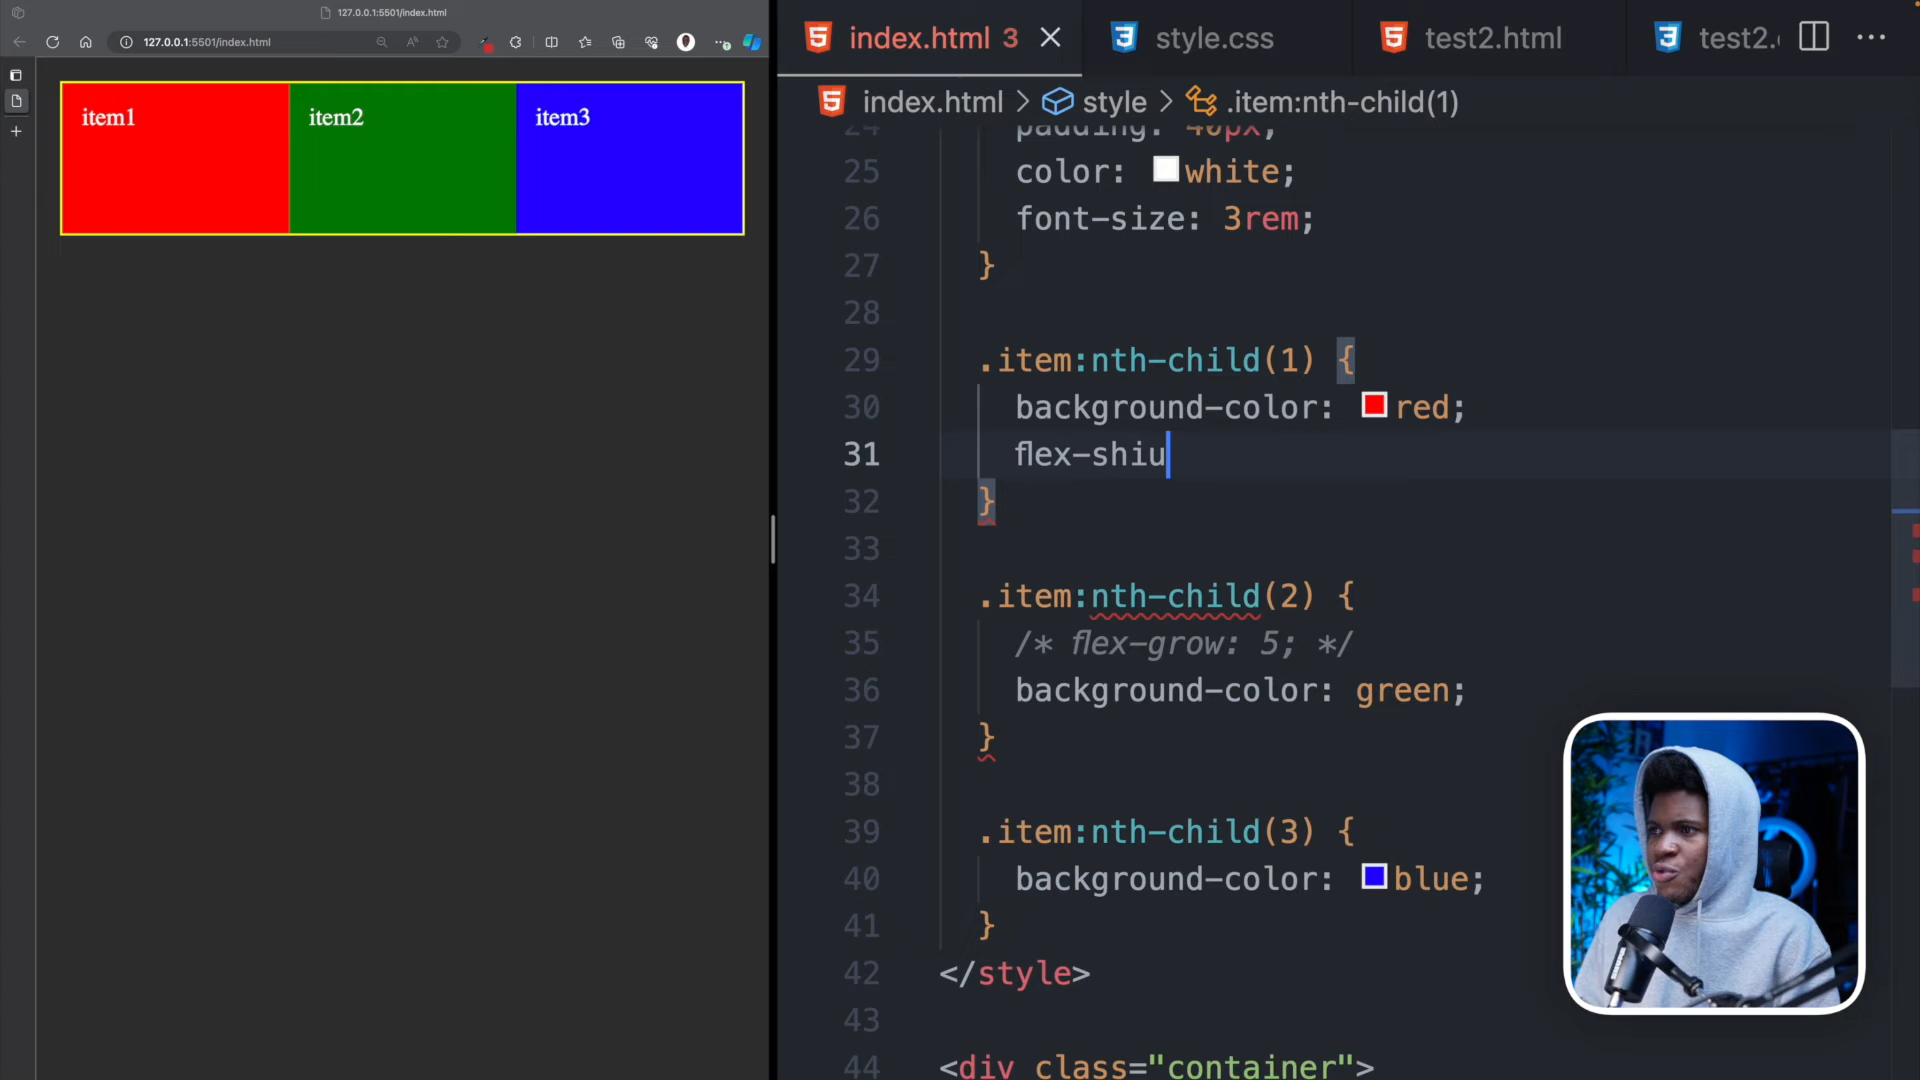 127.0.0.1:5501/index.html
127.0.0.1:5501/index.html
item1 item2 item3
index.html 3 style.css test2.html test2.
index.html > style > .item:nth-child(1)
24 padding: 40px;
25 color: white;
26 font-size: 3rem;
27 }
28
29 .item:nth-child(1) {
30 background-color: red;
31 flex-shiu
32 }
33
34 .item:nth-child(2) {
35 /* flex-grow: 5; */
36 background-color: green;
37 }
38
39 .item:nth-child(3) {
40 background-color: blue;
41 }
42 </style>
43
44 <div class="container">